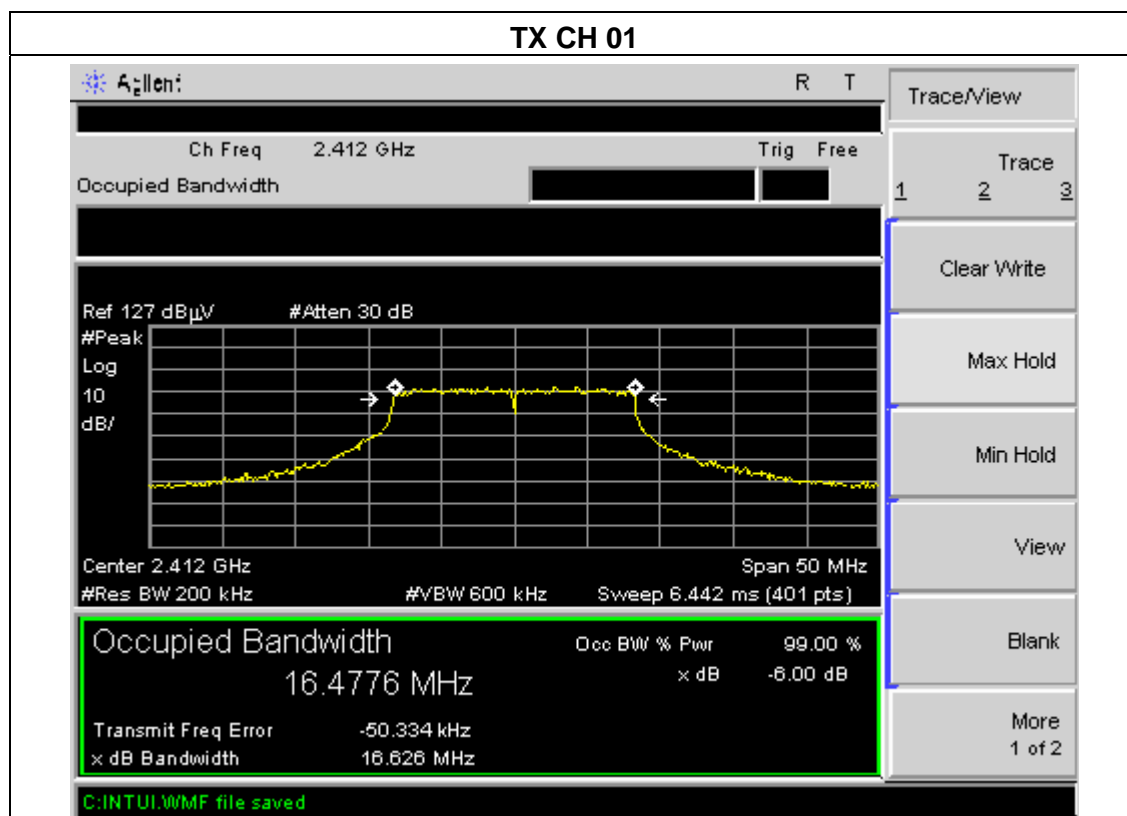 TX CH 01
Agilent R T
Trace/View
Ch Freq 2.412 GHz Trig Free
Occupied Bandwidth
Trace
1 2 3
Clear Write
Ref 127 dBµV #Atten 30 dB
#Peak
Log
10
dB/
Max Hold
Min Hold
View
Center 2.412 GHz Span 50 MHz
#Res BW 200 kHz #VBW 600 kHz Sweep 6.442 ms (401 pts)
Occupied Bandwidth Occ BW % Pwr 99.00 %
16.4776 MHz x dB -6.00 dB
Blank
Transmit Freq Error -50.334 kHz
x dB Bandwidth 16.626 MHz
More
1 of 2
C:INTUI.WMF file saved